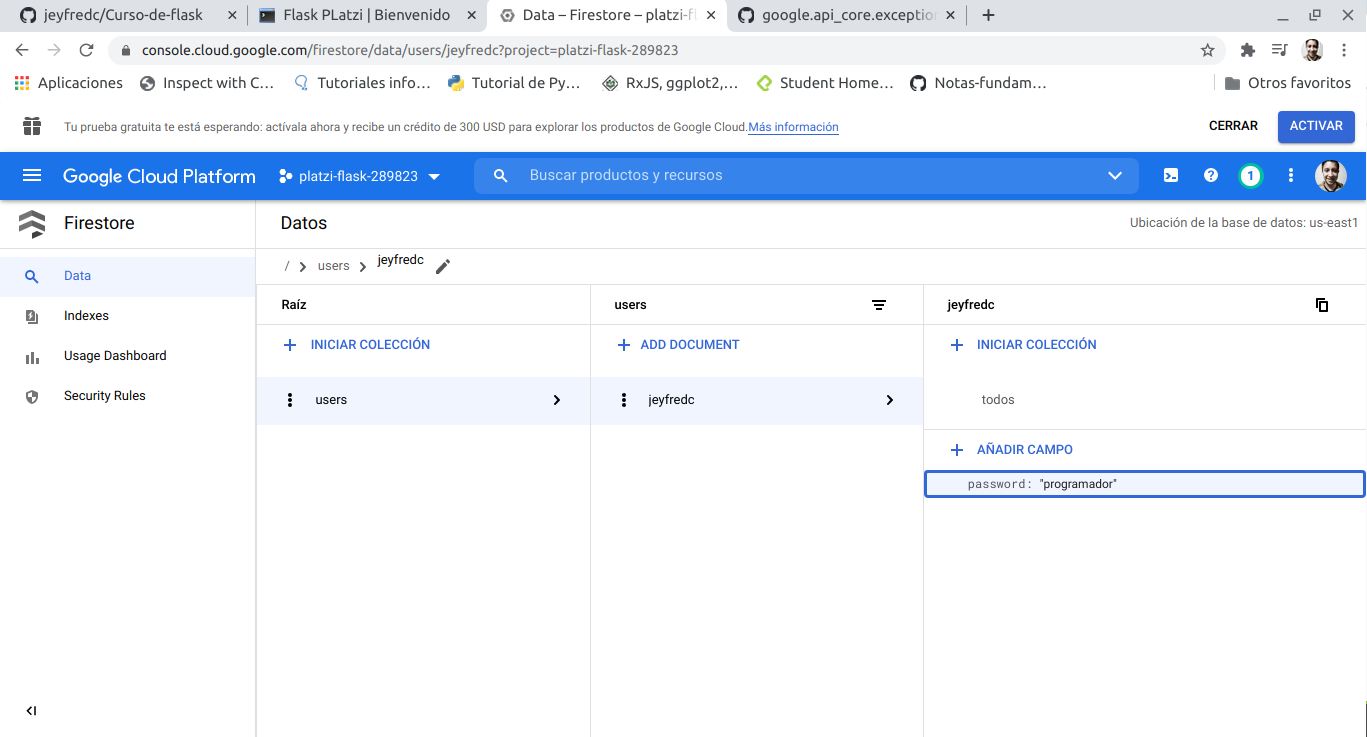 jeyfredc/Curso-de-flask
Flask PLatzi | Bienvenido
Data – Firestore – platzi-fl
google.api_core.exception
console.cloud.google.com/firestore/data/users/jeyfredc?project=platzi-flask-289823
Aplicaciones
Inspect with C...
Tutoriales info...
Tutorial de Py...
RxJS, ggplot2,...
Student Home...
Notas-fundam...
Otros favoritos
Tu prueba gratuita te está esperando: actívala ahora y recibe un crédito de 300 USD para explorar los productos de Google Cloud. Más información
CERRAR
ACTIVAR
Google Cloud Platform
platzi-flask-289823
Buscar productos y recursos
1
Firestore
Datos
Ubicación de la base de datos: us-east1
Data
Indexes
Usage Dashboard
Security Rules
/ users jeyfredc
Raíz
INICIAR COLECCIÓN
users
users
ADD DOCUMENT
jeyfredc
jeyfredc
INICIAR COLECCIÓN
todos
AÑADIR CAMPO
password: "programador"